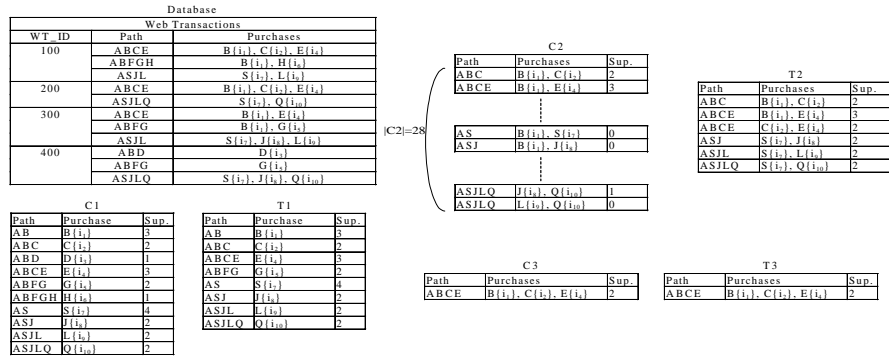 Database
Web Transactions
WT_ID Path Purchases
100 ABCE B{i₁}, C{i₂}, E{i₄}
ABFGH B{i₁}, H{i₆}
ASJL S{i₇}, L{i₉}
200 ABCE B{i₁}, C{i₂}, E{i₄}
ASJLQ S{i₇}, Q{i₁₀}
300 ABCE B{i₁}, E{i₄}
ABFG B{i₁}, G{i₅}
ASJL S{i₇}, J{i₈}, L{i₉}
400 ABD D{i₃}
ABFG G{i₅}
ASJLQ S{i₇}, J{i₈}, Q{i₁₀}
C1
Path Purchase Sup.
AB B{i₁} 3
ABC C{i₂} 2
ABD D{i₃} 1
ABCE E{i₄} 3
ABFG G{i₅} 2
ABFGH H{i₆} 1
AS S{i₇} 4
ASJ J{i₈} 2
ASJL L{i₉} 2
ASJLQ Q{i₁₀} 2
T1
Path Purchase Sup.
AB B{i₁} 3
ABC C{i₂} 2
ABCE E{i₄} 3
ABFG G{i₅} 2
AS S{i₇} 4
ASJ J{i₈} 2
ASJL L{i₉} 2
ASJLQ Q{i₁₀} 2
|C2|=28
C2
Path Purchases Sup.
ABC B{i₁}, C{i₂} 2
ABCE B{i₁}, E{i₄} 3
AS B{i₁}, S{i₇} 0
ASJ B{i₁}, J{i₈} 0
ASJLQ J{i₈}, Q{i₁₀} 1
ASJLQ L{i₉}, Q{i₁₀} 0
T2
Path Purchases Sup.
ABC B{i₁}, C{i₂} 2
ABCE B{i₁}, E{i₄} 3
ABCE C{i₂}, E{i₄} 2
ASJ S{i₇}, J{i₈} 2
ASJL S{i₇}, L{i₉} 2
ASJLQ S{i₇}, Q{i₁₀} 2
C3
Path Purchases Sup.
ABCE B{i₁}, C{i₂}, E{i₄} 2
T3
Path Purchases Sup.
ABCE B{i₁}, C{i₂}, E{i₄} 2